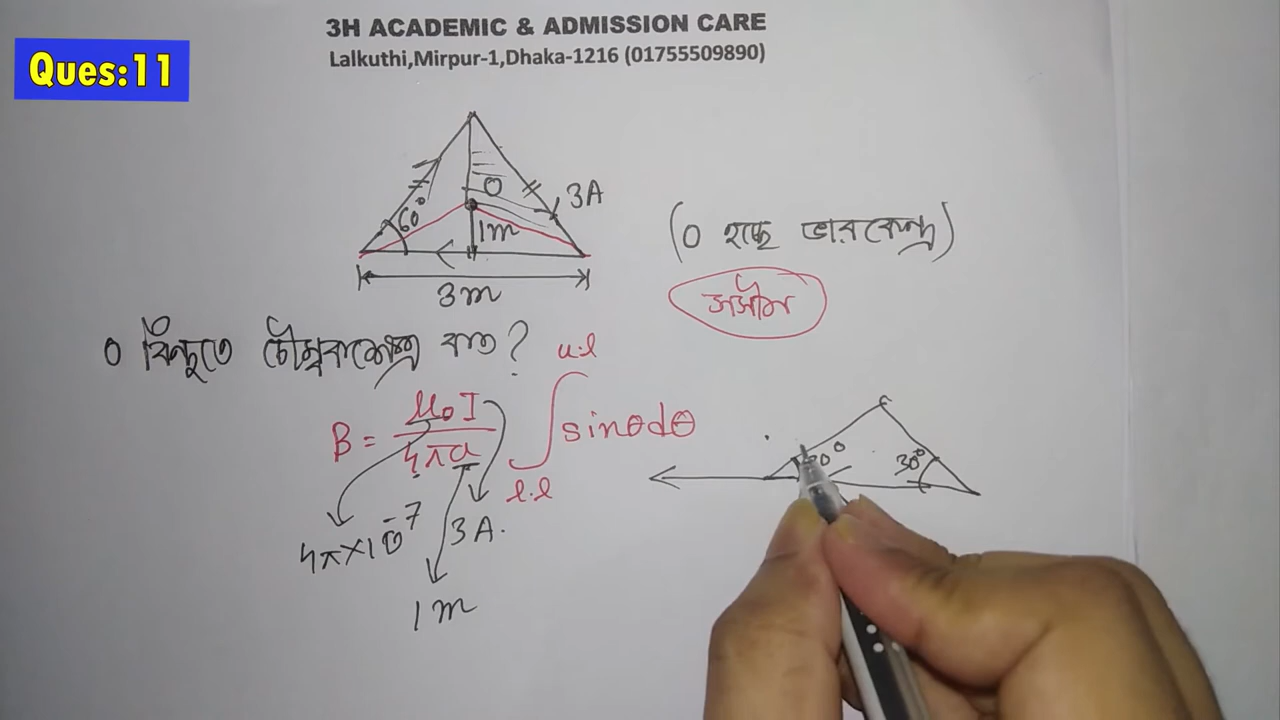 3H ACADEMIC & ADMISSION CARE
Lalkuthi,Mirpur-1,Dhaka-1216 (01755509890)
Ques:11
O
3A
60°
1m
3m
(O হচ্ছে ভারকেন্দ্র)
অসীম
O বিন্দুতে চৌম্বকক্ষেত্র কত?
B = μ₀I / 4πa ∫ sinθdθ
u.l
l.l
4π×10⁻⁷
3A.
1m
30°
30°